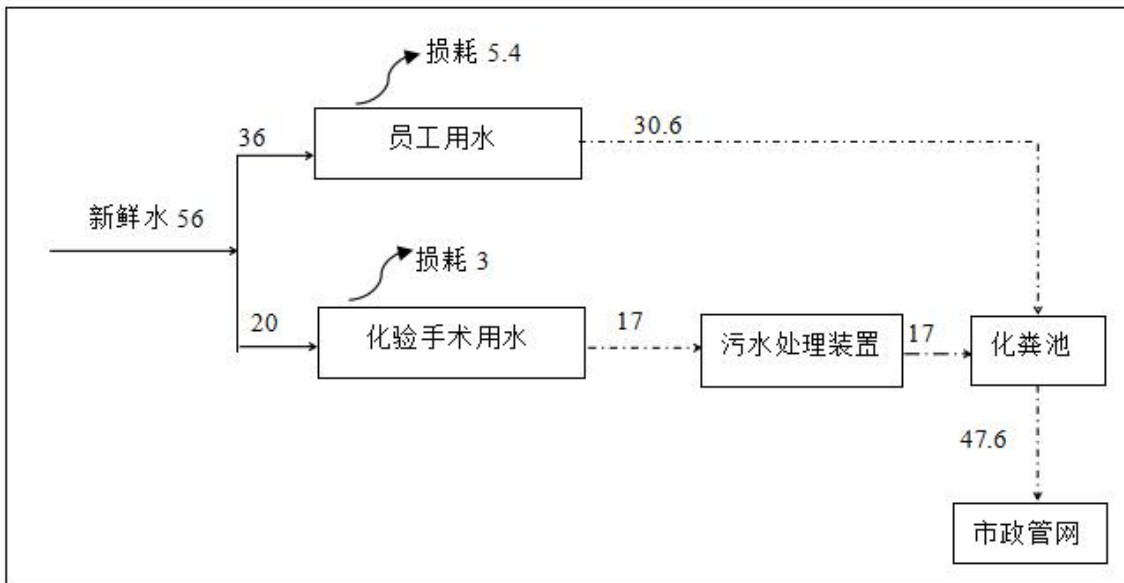 损耗 5.4
36
员工用水
30.6
新鲜水 56
损耗 3
20
化验手术用水
17
污水处理装置
17
化粪池
47.6
市政管网